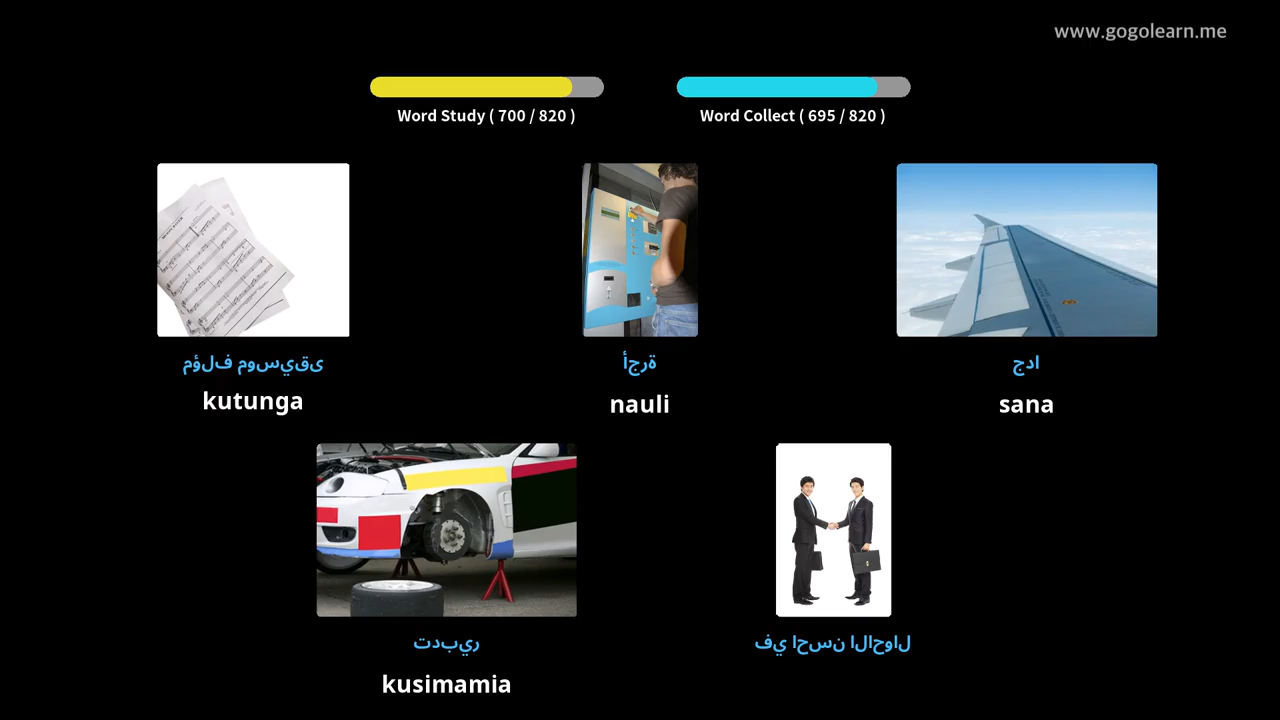 www.gogolearn.me
Word Study ( 700 / 820 )
Word Collect ( 695 / 820 )
مؤلف موسيقى
kutunga
أجرة
nauli
جدا
sana
تدبير
kusimamia
في احسن الاحوال